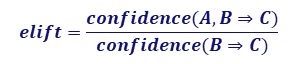 elift = confidence(A, B ⇒ C) / confidence(B ⇒ C)